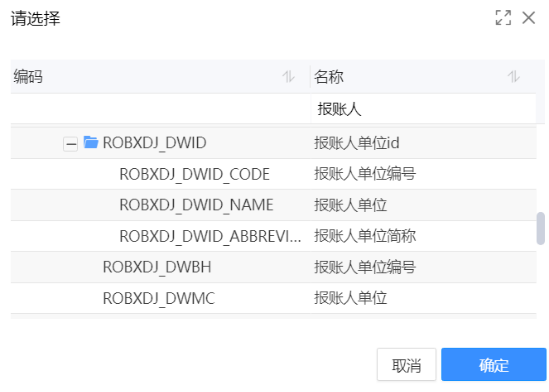 请选择
编码 名称
报账人
ROBXDJ_DWID 报账人单位id
ROBXDJ_DWID_CODE 报账人单位编号
ROBXDJ_DWID_NAME 报账人单位
ROBXDJ_DWID_ABBREVI... 报账人单位简称
ROBXDJ_DWBH 报账人单位编号
ROBXDJ_DWMC 报账人单位
取消 确定